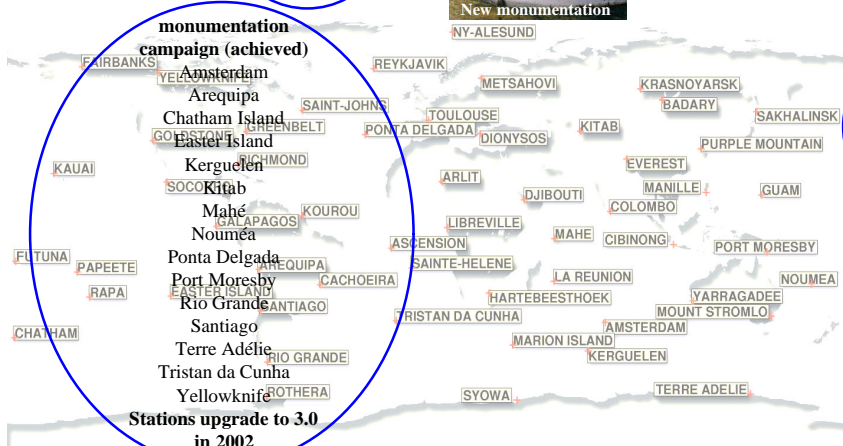 New monumentation
monumentation
campaign (achieved)
Amsterdam
Arequipa
Chatham Island
Easter Island
Kerguelen
Kitab
Mahé
Nouméa
Ponta Delgada
Port Moresby
Rio Grande
Santiago
Terre Adélie
Tristan da Cunha
Yellowknife
Stations upgrade to 3.0
in 2002
NY-ALESUND
FAIRBANKS
YELLOWKNIFE
REYKJAVIK
METSAHOVI
KRASNOYARSK
BADARY
SAINT-JOHNS
TOULOUSE
SAKHALINSK
GOLDSTONE
GREENBELT
PONTA DELGADA
DIONYSOS
KITAB
PURPLE MOUNTAIN
KAUAI
RICHMOND
EVEREST
ARLIT
SOCORRO
DJIBOUTI
MANILLE
GUAM
COLOMBO
GALAPAGOS
KOUROU
LIBREVILLE
ASCENSION
MAHE
CIBINONG
PORT MORESBY
FUTUNA
PAPEETE
AREQUIPA
SAINTE-HELENE
CACHOEIRA
LA REUNION
NOUMEA
RAPA
EASTER ISLAND
SANTIAGO
HARTEBEESTHOEK
YARRAGADEE
TRISTAN DA CUNHA
MOUNT STROMLO
CHATHAM
AMSTERDAM
MARION ISLAND
RIO GRANDE
KERGUELEN
ROTHERA
SYOWA
TERRE ADELIE